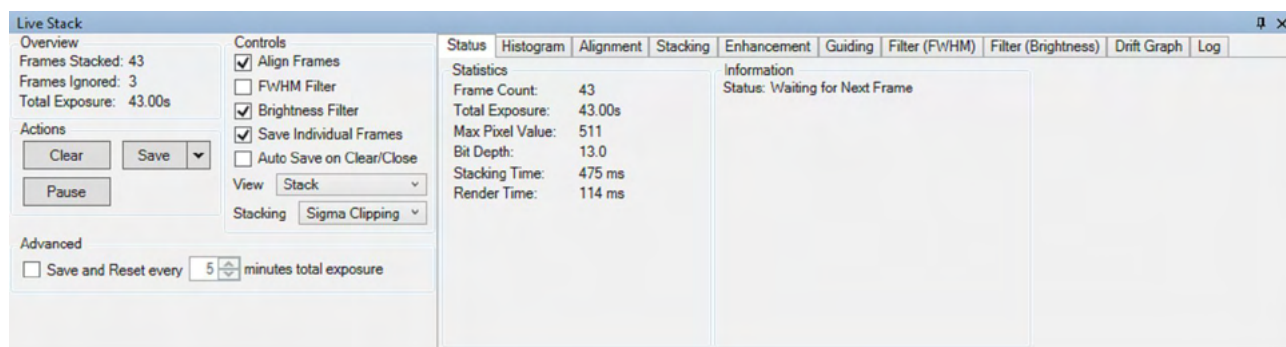 Live Stack
Overview
Frames Stacked: 43
Frames Ignored: 3
Total Exposure: 43.00s
Actions
Clear
Save
Pause
Controls
Align Frames
FWHM Filter
Brightness Filter
Save Individual Frames
Auto Save on Clear/Close
View Stack
Stacking Sigma Clipping
Advanced
Save and Reset every 5 minutes total exposure
Status Histogram Alignment Stacking Enhancement Guiding Filter (FWHM) Filter (Brightness) Drift Graph Log
Statistics
Frame Count: 43
Total Exposure: 43.00s
Max Pixel Value: 511
Bit Depth: 13.0
Stacking Time: 475 ms
Render Time: 114 ms
Information
Status: Waiting for Next Frame